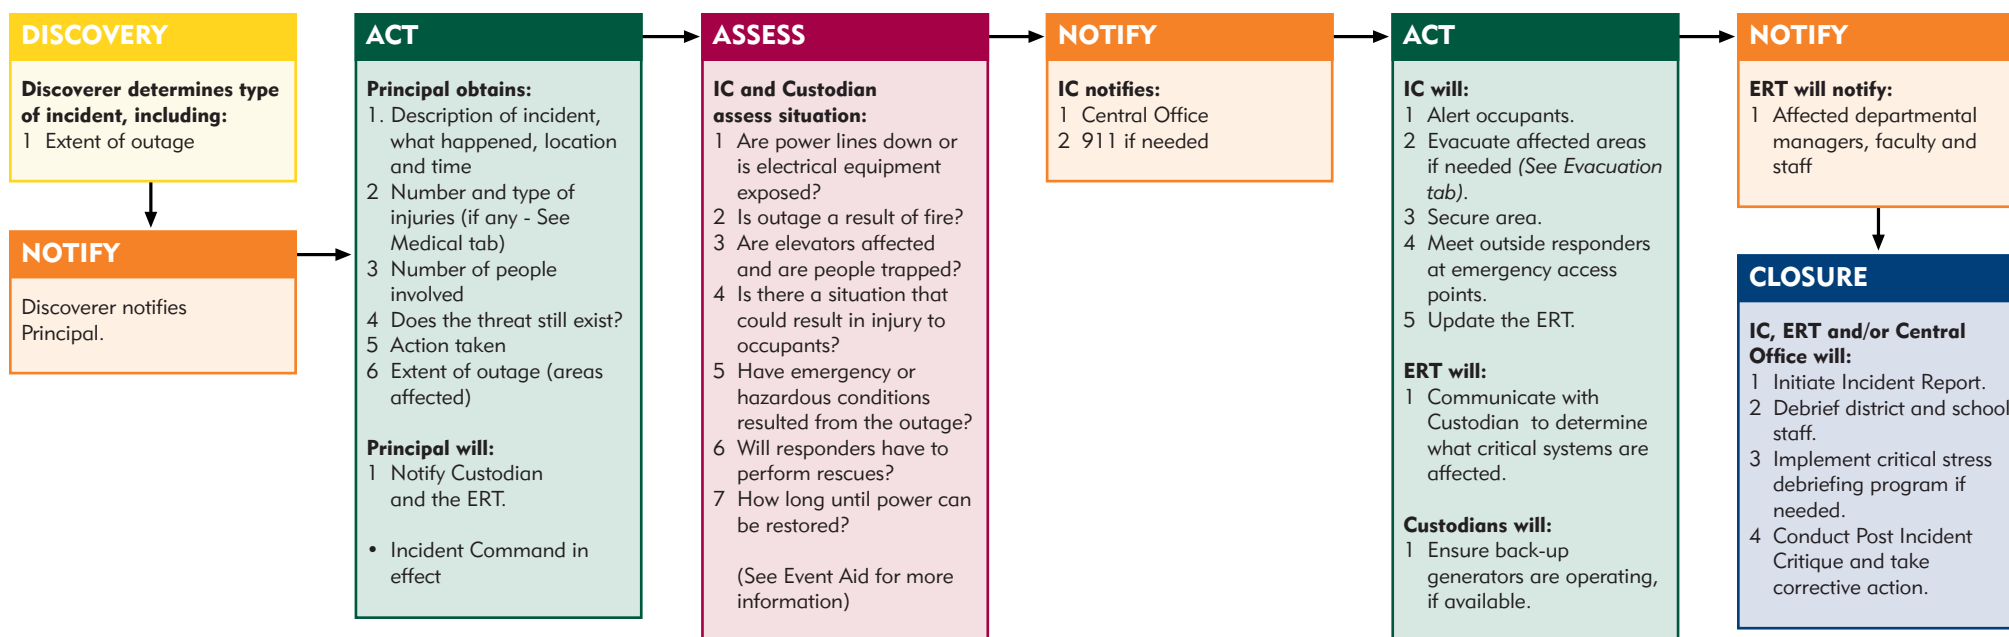 DISCOVERY
Discoverer determines type
of incident, including:
1 Extent of outage
NOTIFY
Discoverer notifies
Principal.
ACT
Principal obtains:
1. Description of incident,
what happened, location
and time
2 Number and type of
injuries (if any - See
Medical tab)
3 Number of people
involved
4 Does the threat still exist?
5 Action taken
6 Extent of outage (areas
affected)
Principal will:
1 Notify Custodian
and the ERT.
• Incident Command in
effect
ASSESS
IC and Custodian
assess situation:
1 Are power lines down or
is electrical equipment
exposed?
2 Is outage a result of fire?
3 Are elevators affected
and are people trapped?
4 Is there a situation that
could result in injury to
occupants?
5 Have emergency or
hazardous conditions
resulted from the outage?
6 Will responders have to
perform rescues?
7 How long until power can
be restored?
(See Event Aid for more
information)
NOTIFY
IC notifies:
1 Central Office
2 911 if needed
ACT
IC will:
1 Alert occupants.
2 Evacuate affected areas
if needed (See Evacuation
tab).
3 Secure area.
4 Meet outside responders
at emergency access
points.
5 Update the ERT.
ERT will:
1 Communicate with
Custodian to determine
what critical systems are
affected.
Custodians will:
1 Ensure back-up
generators are operating,
if available.
NOTIFY
ERT will notify:
1 Affected departmental
managers, faculty and
staff
CLOSURE
IC, ERT and/or Central
Office will:
1 Initiate Incident Report.
2 Debrief district and school
staff.
3 Implement critical stress
debriefing program if
needed.
4 Conduct Post Incident
Critique and take
corrective action.